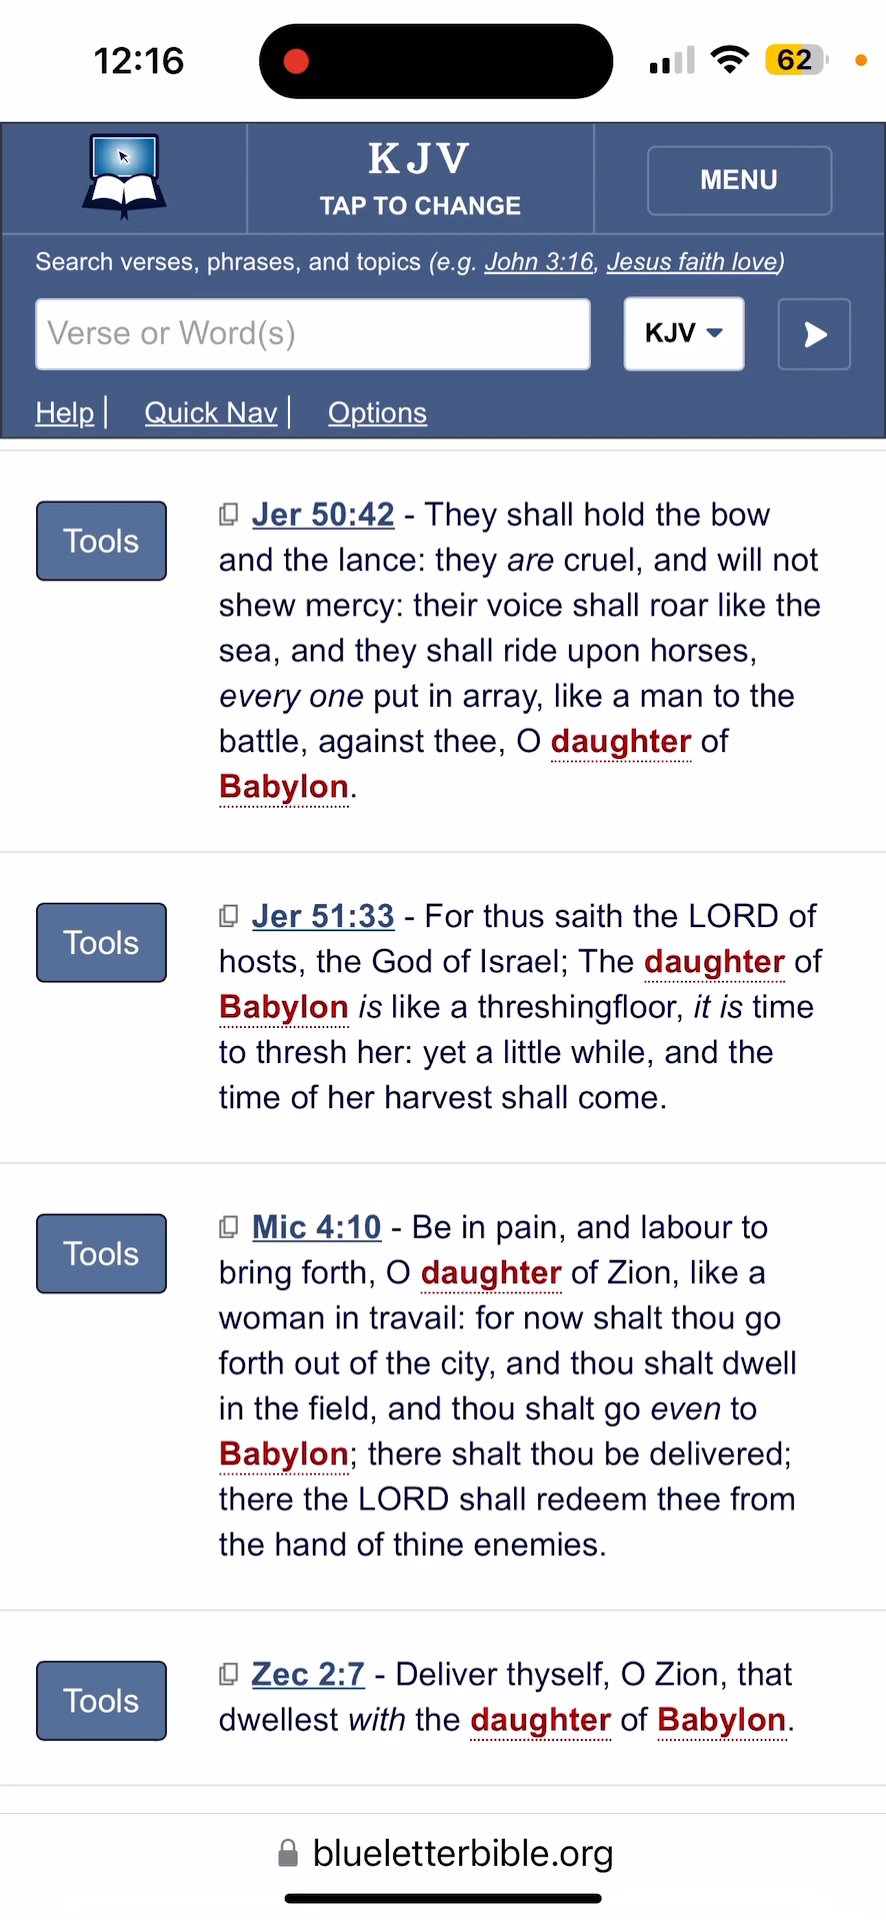 12:16
62
KJV
TAP TO CHANGE
MENU
Search verses, phrases, and topics (e.g. John 3:16, Jesus faith love)
Verse or Word(s)
KJV
Help | Quick Nav | Options
Tools
Jer 50:42 - They shall hold the bow
and the lance: they are cruel, and will not
shew mercy: their voice shall roar like the
sea, and they shall ride upon horses,
every one put in array, like a man to the
battle, against thee, O daughter of
Babylon.
Tools
Jer 51:33 - For thus saith the LORD of
hosts, the God of Israel; The daughter of
Babylon is like a threshingfloor, it is time
to thresh her: yet a little while, and the
time of her harvest shall come.
Tools
Mic 4:10 - Be in pain, and labour to
bring forth, O daughter of Zion, like a
woman in travail: for now shalt thou go
forth out of the city, and thou shalt dwell
in the field, and thou shalt go even to
Babylon; there shalt thou be delivered;
there the LORD shall redeem thee from
the hand of thine enemies.
Tools
Zec 2:7 - Deliver thyself, O Zion, that
dwellest with the daughter of Babylon.
blueletterbible.org